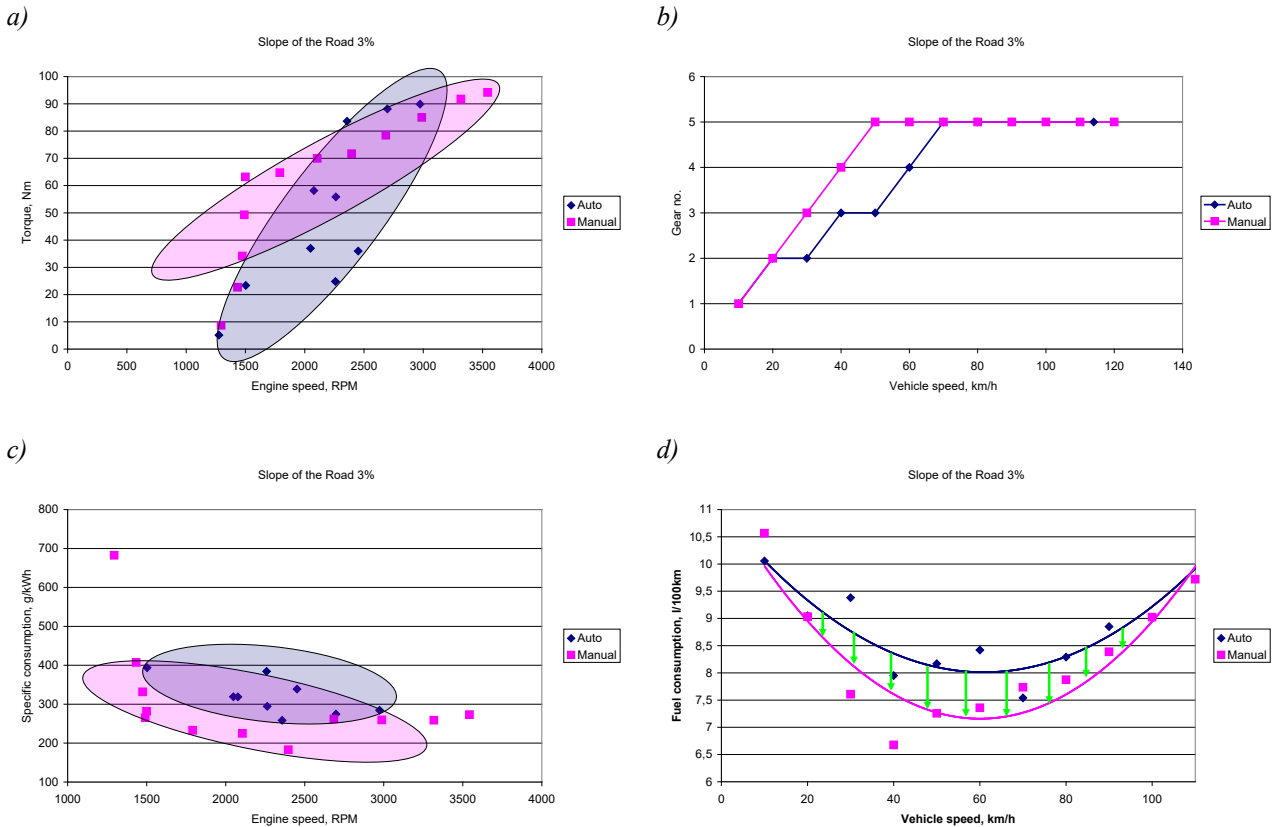 a)
Slope of the Road 3%
Torque, Nm
100
90
80
70
60
50
40
30
20
10
0
0 500 1000 1500 2000 2500 3000 3500 4000
Engine speed, RPM
Auto
Manual
b)
Slope of the Road 3%
Gear no.
6
5
4
3
2
1
0
0 20 40 60 80 100 120 140
Vehicle speed, km/h
Auto
Manual
c)
Slope of the Road 3%
Specific consumption, g/kWh
800
700
600
500
400
300
200
100
1000 1500 2000 2500 3000 3500 4000
Engine speed, RPM
Auto
Manual
d)
Slope of the Road 3%
Fuel consumption, l/100km
11
10,5
10
9,5
9
8,5
8
7,5
7
6,5
6
0 20 40 60 80 100
Vehicle speed, km/h
Auto
Manual